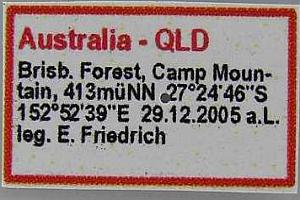 Australia - QLD
Brisb. Forest, Camp Moun-
tain, 413müNN 27°24'46"S
152°52'39"E 29.12.2005 a.L.
leg. E. Friedrich